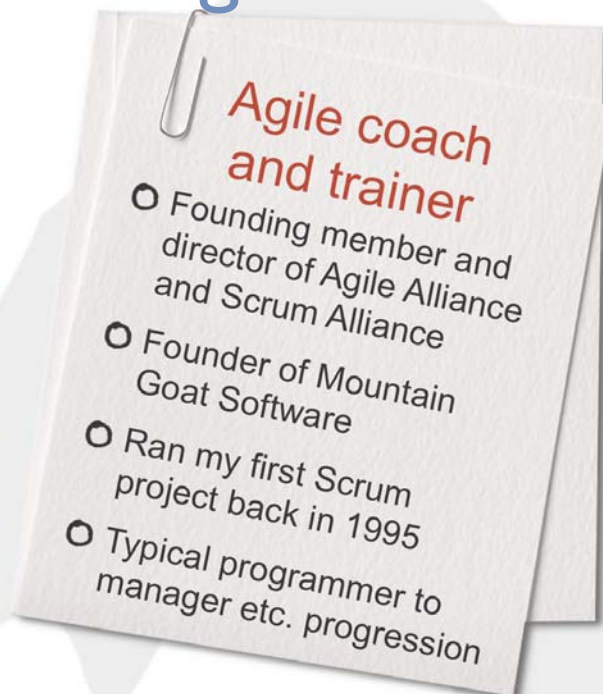 Agile coach
and trainer
Founding member and
director of Agile Alliance
and Scrum Alliance
Founder of Mountain
Goat Software
Ran my first Scrum
project back in 1995
Typical programmer to
manager etc. progression